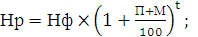 Нр = Нф × (1 + (П+М)/100)^t ;